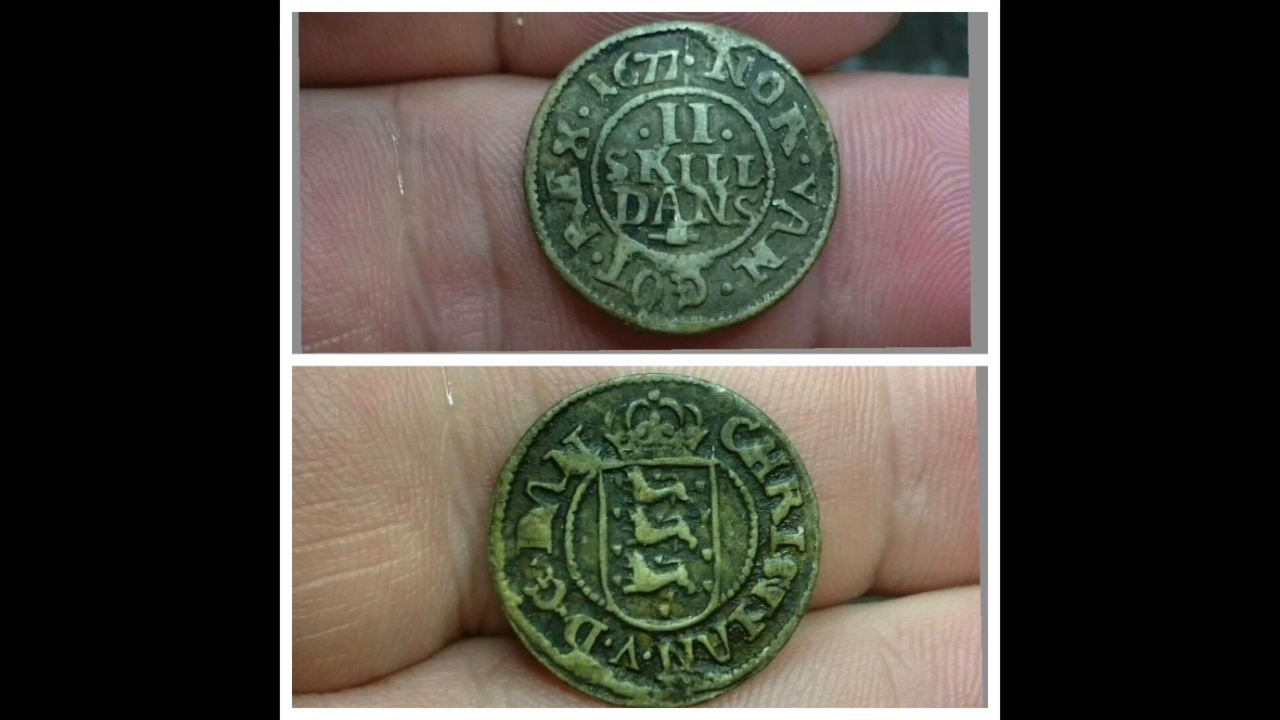 1677· NOR·VAN·GOT·REX·
·II·
SKILL
DANS
CHRISTIAN·V·D·G·DAN